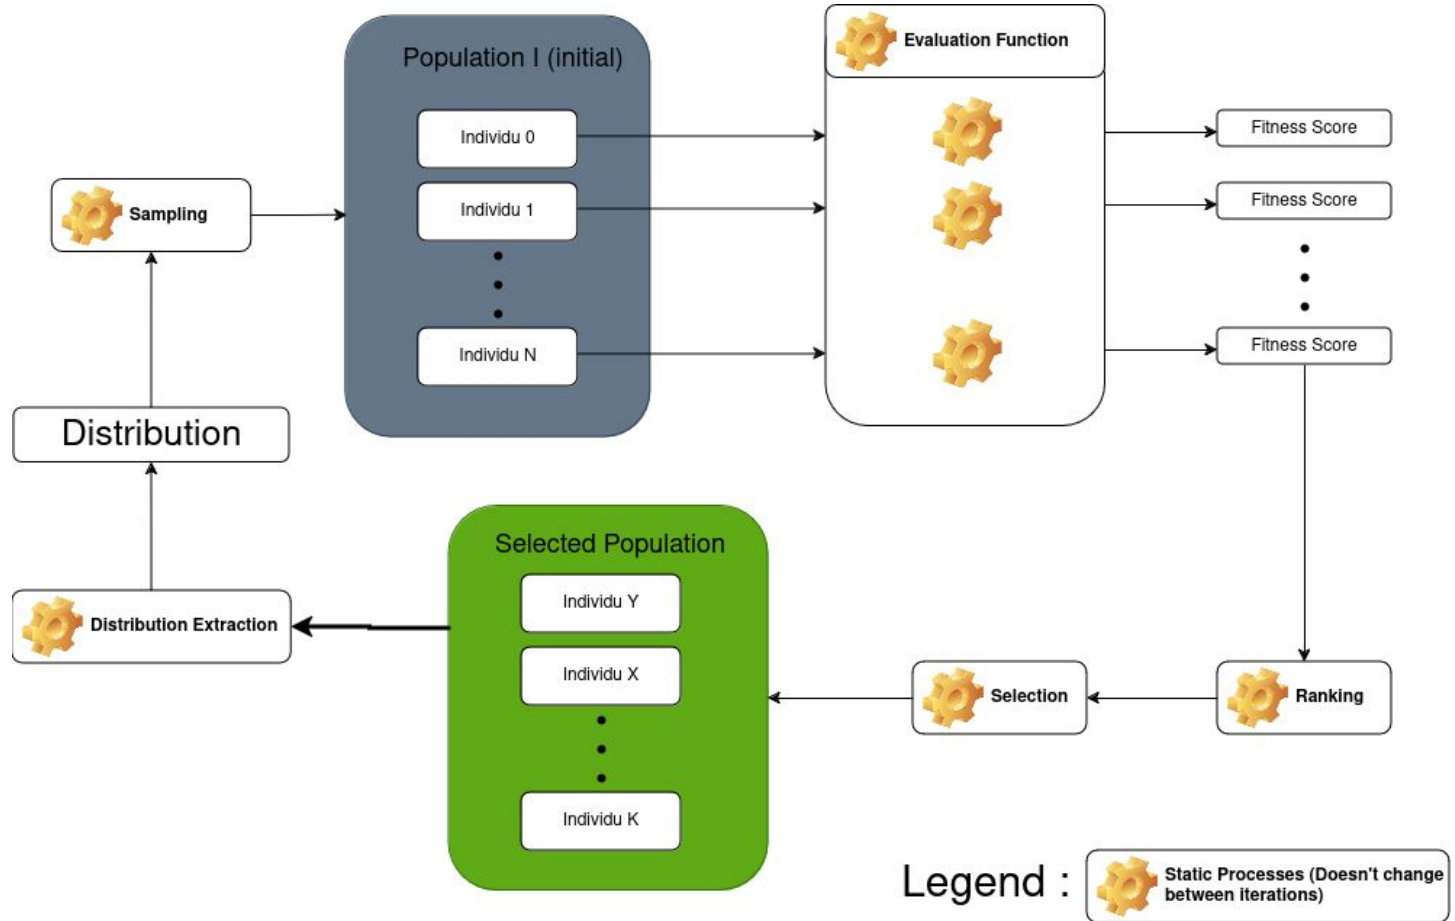 Population I (initial)
Evaluation Function
Individu 0
Fitness Score
Sampling
Individu 1
Fitness Score
Individu N
Fitness Score
Distribution
Selected Population
Individu Y
Distribution Extraction
Individu X
Selection
Ranking
Individu K
Legend :
Static Processes (Doesn't change
between iterations)